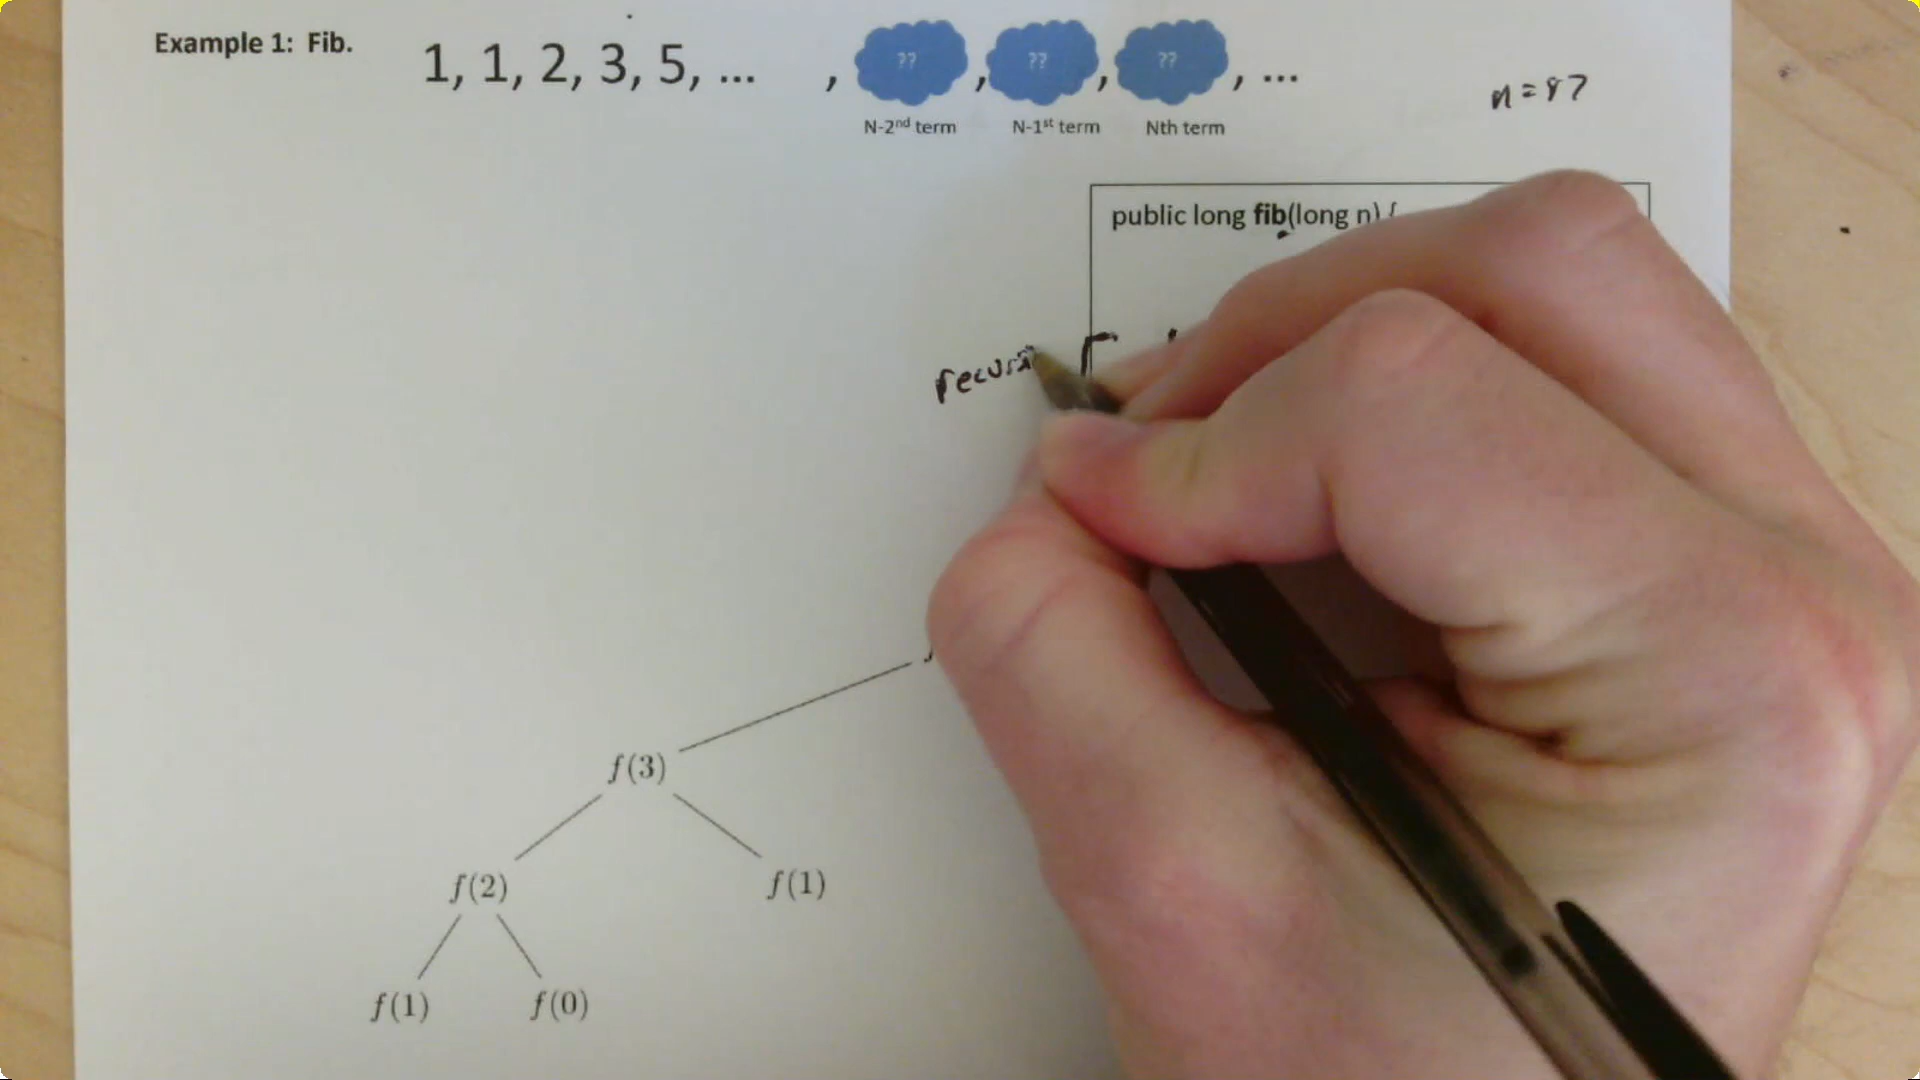 Example 1: Fib.
1, 1, 2, 3, 5, ... , ?? , ?? , ?? , ...
N-2nd term N-1st term Nth term
n=87
public long fib(long n) {
f(3)
f(2) f(1)
f(1) f(0)